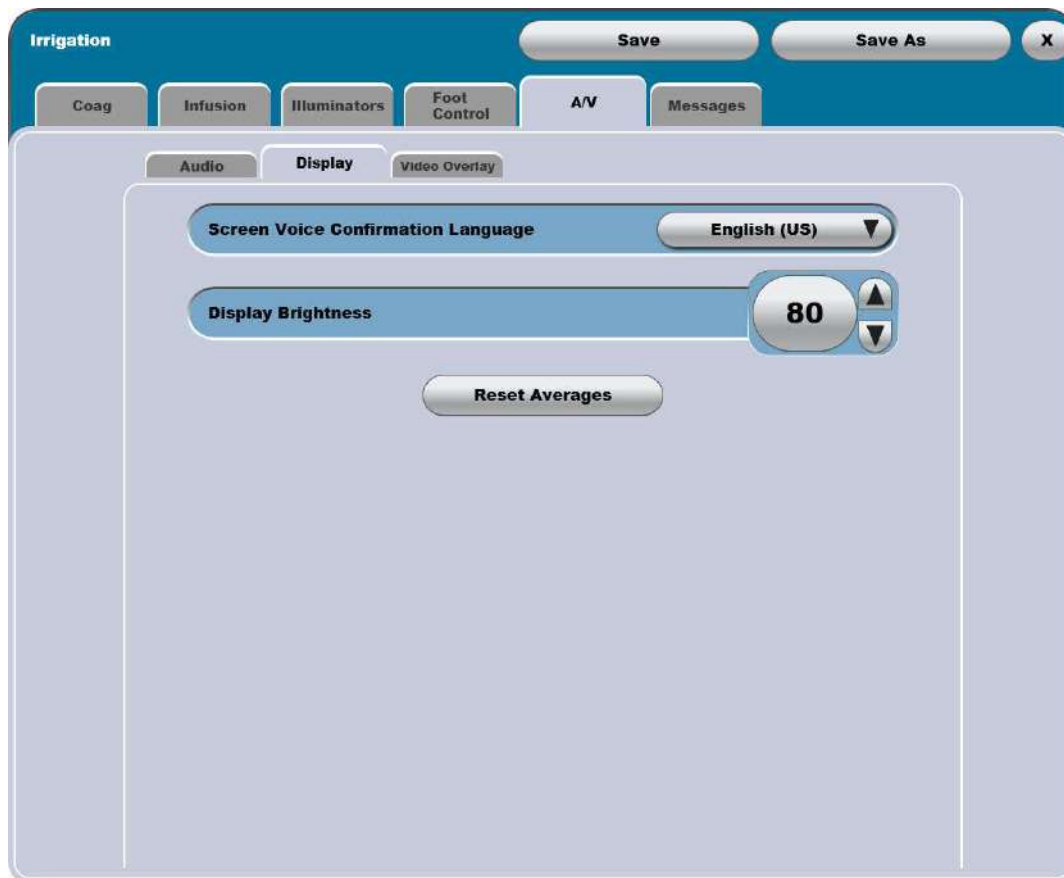 Irrigation
Save
Save As
X
Coag
Infusion
Illuminators
Foot
Control
A/V
Messages
Audio
Display
Video Overlay
Screen Voice Confirmation Language
English (US)
Display Brightness
80
Reset Averages